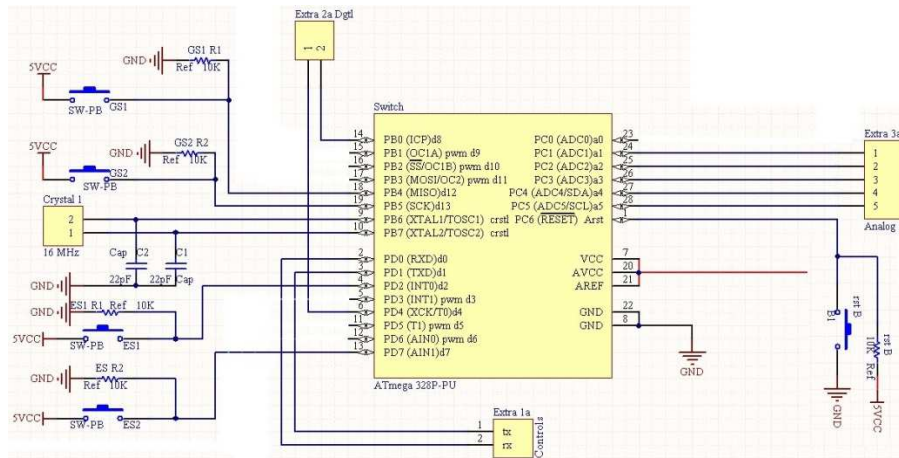 Extra 2a Dgtl
1
2
GND
GS1 R1
Ref 10K
5VCC
SW-PB
GS1
GND
GS2 R2
Ref 10K
5VCC
SW-PB
GS2
Crystal 1
2
1
16 MHz
Cap C2
22pF
C1
22pF Cap
GND
ES1 R1 Ref 10K
GND
5VCC
SW-PB
ES1
ES R2
GND
Ref 10K
5VCC
SW-PB
ES2
Switch
14 PB0 (ICP)d8
15 PB1 (OC1A) pwm d9
16 PB2 (SS/OC1B) pwm d10
17 PB3 (MOSI/OC2) pwm d11
18 PB4 (MISO)d12
19 PB5 (SCK)d13
9 PB6 (XTAL1/TOSC1) crstl
10 PB7 (XTAL2/TOSC2) crstl
2 PD0 (RXD)d0
3 PD1 (TXD)d1
4 PD2 (INT0)d2
5 PD3 (INT1) pwm d3
6 PD4 (XCK/T0)d4
11 PD5 (T1) pwm d5
12 PD6 (AIN0) pwm d6
13 PD7 (AIN1)d7
PC0 (ADC0)a0 23
PC1 (ADC1)a1 24
PC2 (ADC2)a2 25
PC3 (ADC3)a3 26
PC4 (ADC4/SDA)a4 27
PC5 (ADC5/SCL)a5 28
PC6 (RESET) Arst 1
VCC 7
AVCC 20
AREF 21
GND 22
GND 8
ATmega 328P-PU
GND
Extra 3a
1
2
3
4
5
Analog
rst B
B1
GND
rst B
10K Ref
5VCC
Extra 1a
1 tx
2 rx
Controls